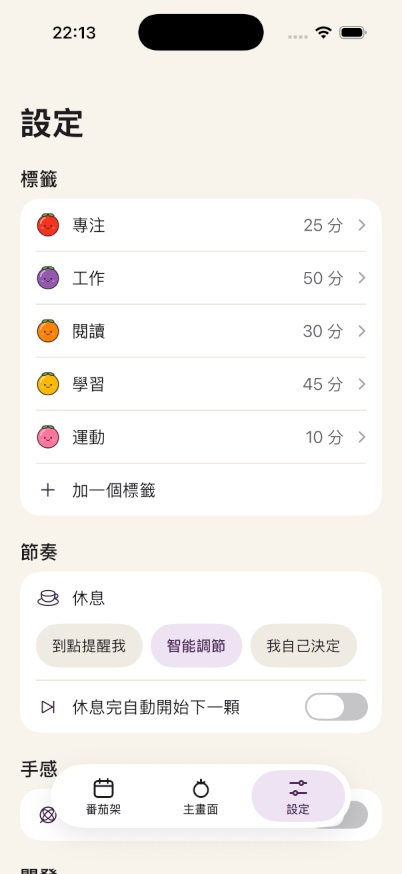 22:13
設定
標籤
專注 25 分
工作 50 分
閱讀 30 分
學習 45 分
運動 10 分
加一個標籤
節奏
休息
到點提醒我 智能調節 我自己決定
休息完自動開始下一顆
手感
番茄架 主畫面 設定